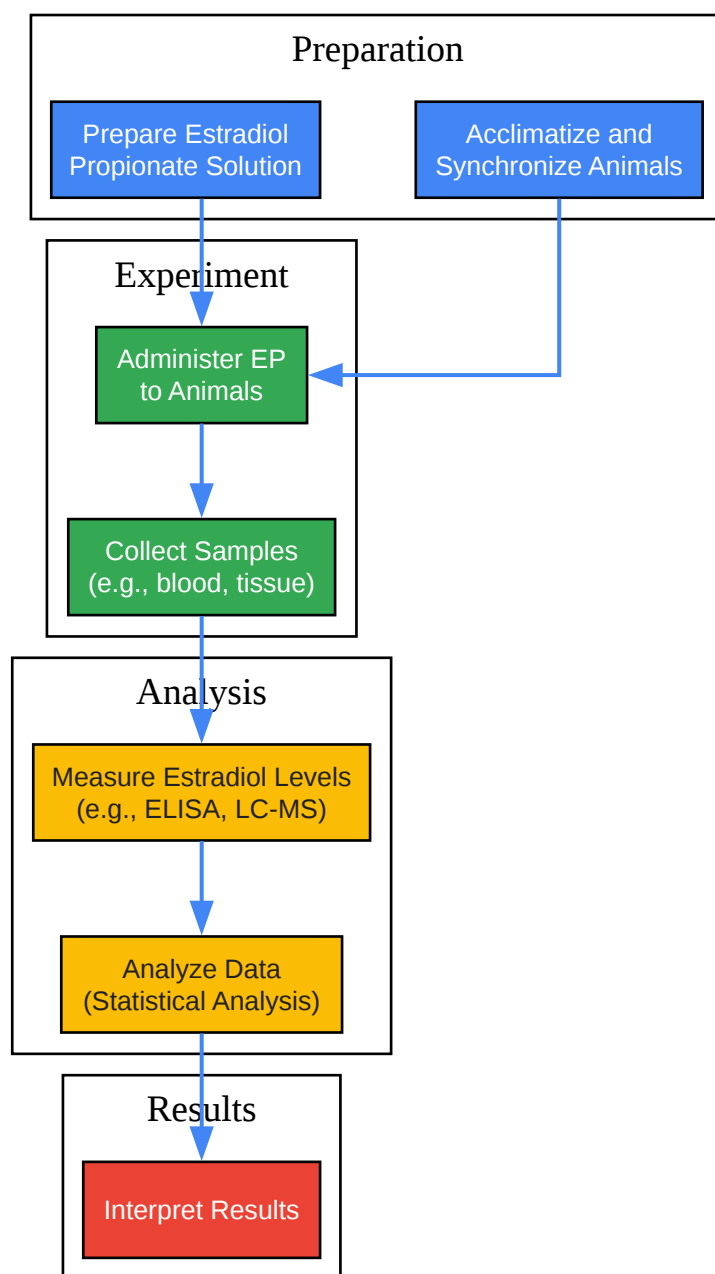 Preparation
Prepare Estradiol
Propionate Solution
Acclimatize and
Synchronize Animals
Experiment
Administer EP
to Animals
Collect Samples
(e.g., blood, tissue)
Analysis
Measure Estradiol Levels
(e.g., ELISA, LC-MS)
Analyze Data
(Statistical Analysis)
Results
Interpret Results